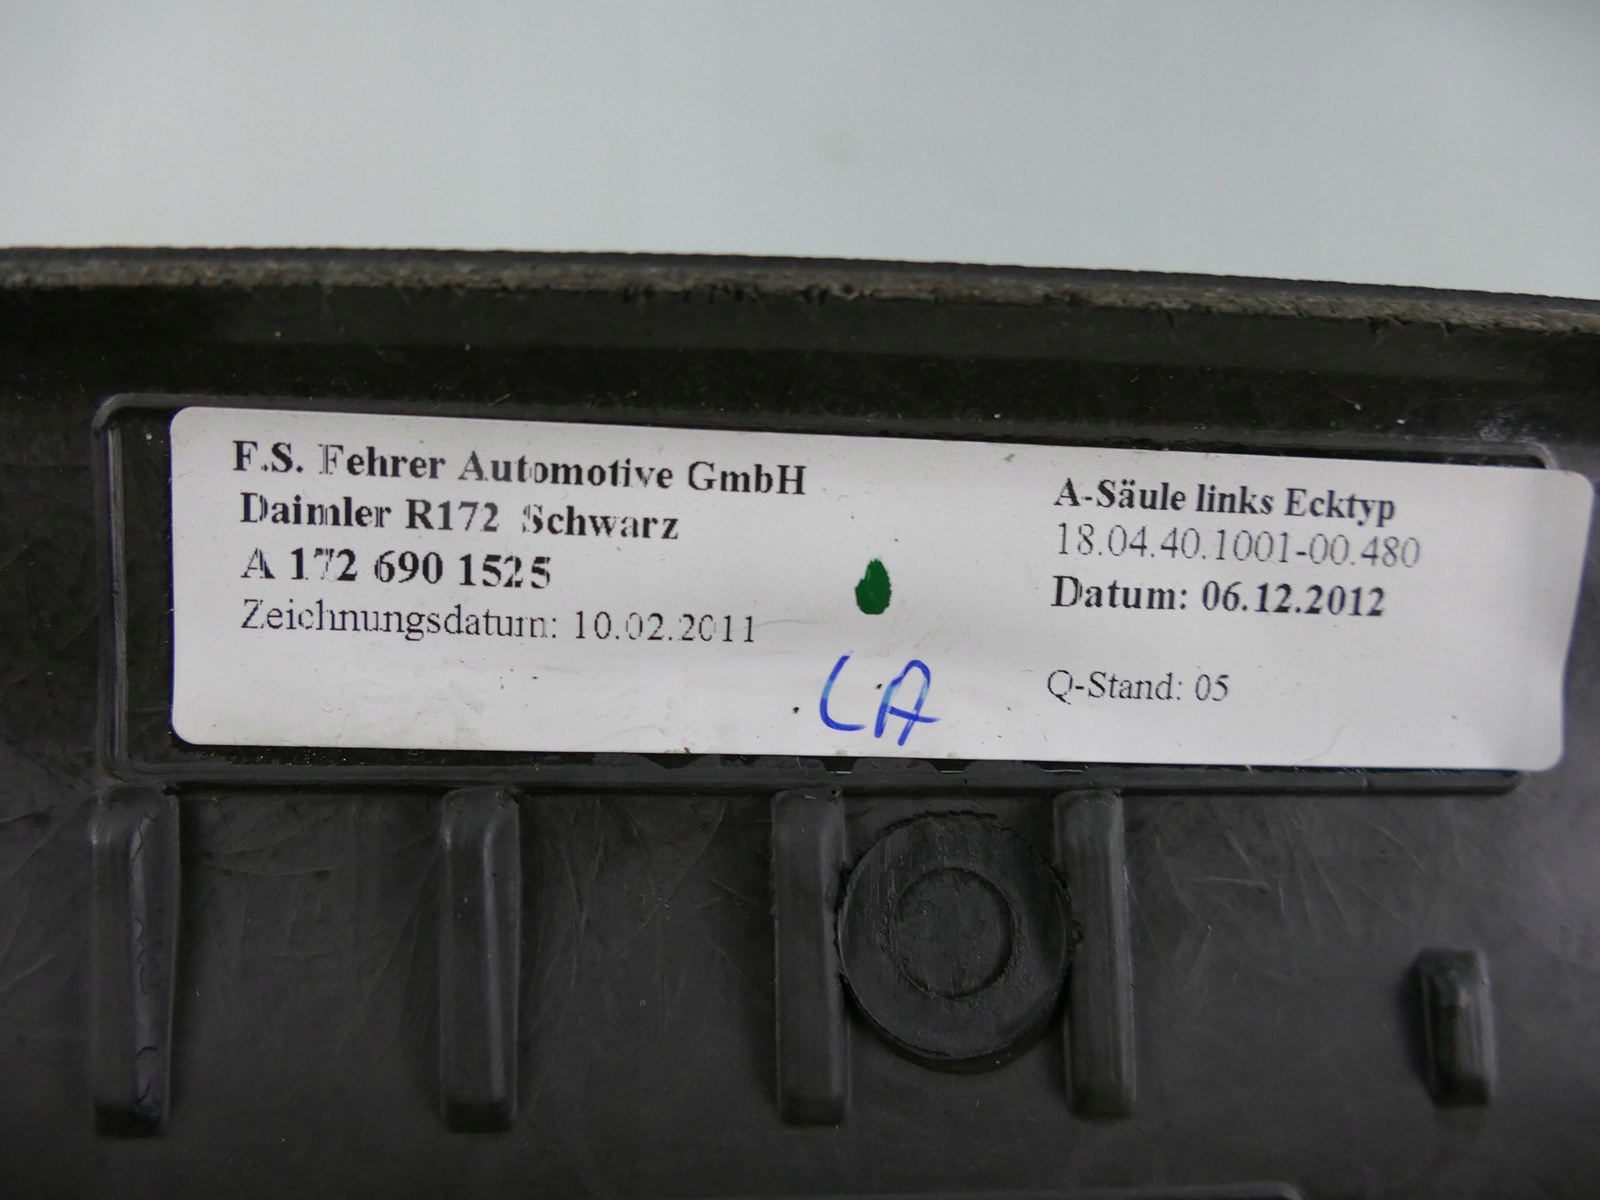 F.S. Fehrer Automotive GmbH
Daimler R172 Schwarz
A 172 690 1525
Zeichnungsdatum: 10.02.2011
A-Säule links Ecktyp
18.04.40.1001-00.480
Datum: 06.12.2012
Q-Stand: 05
LA